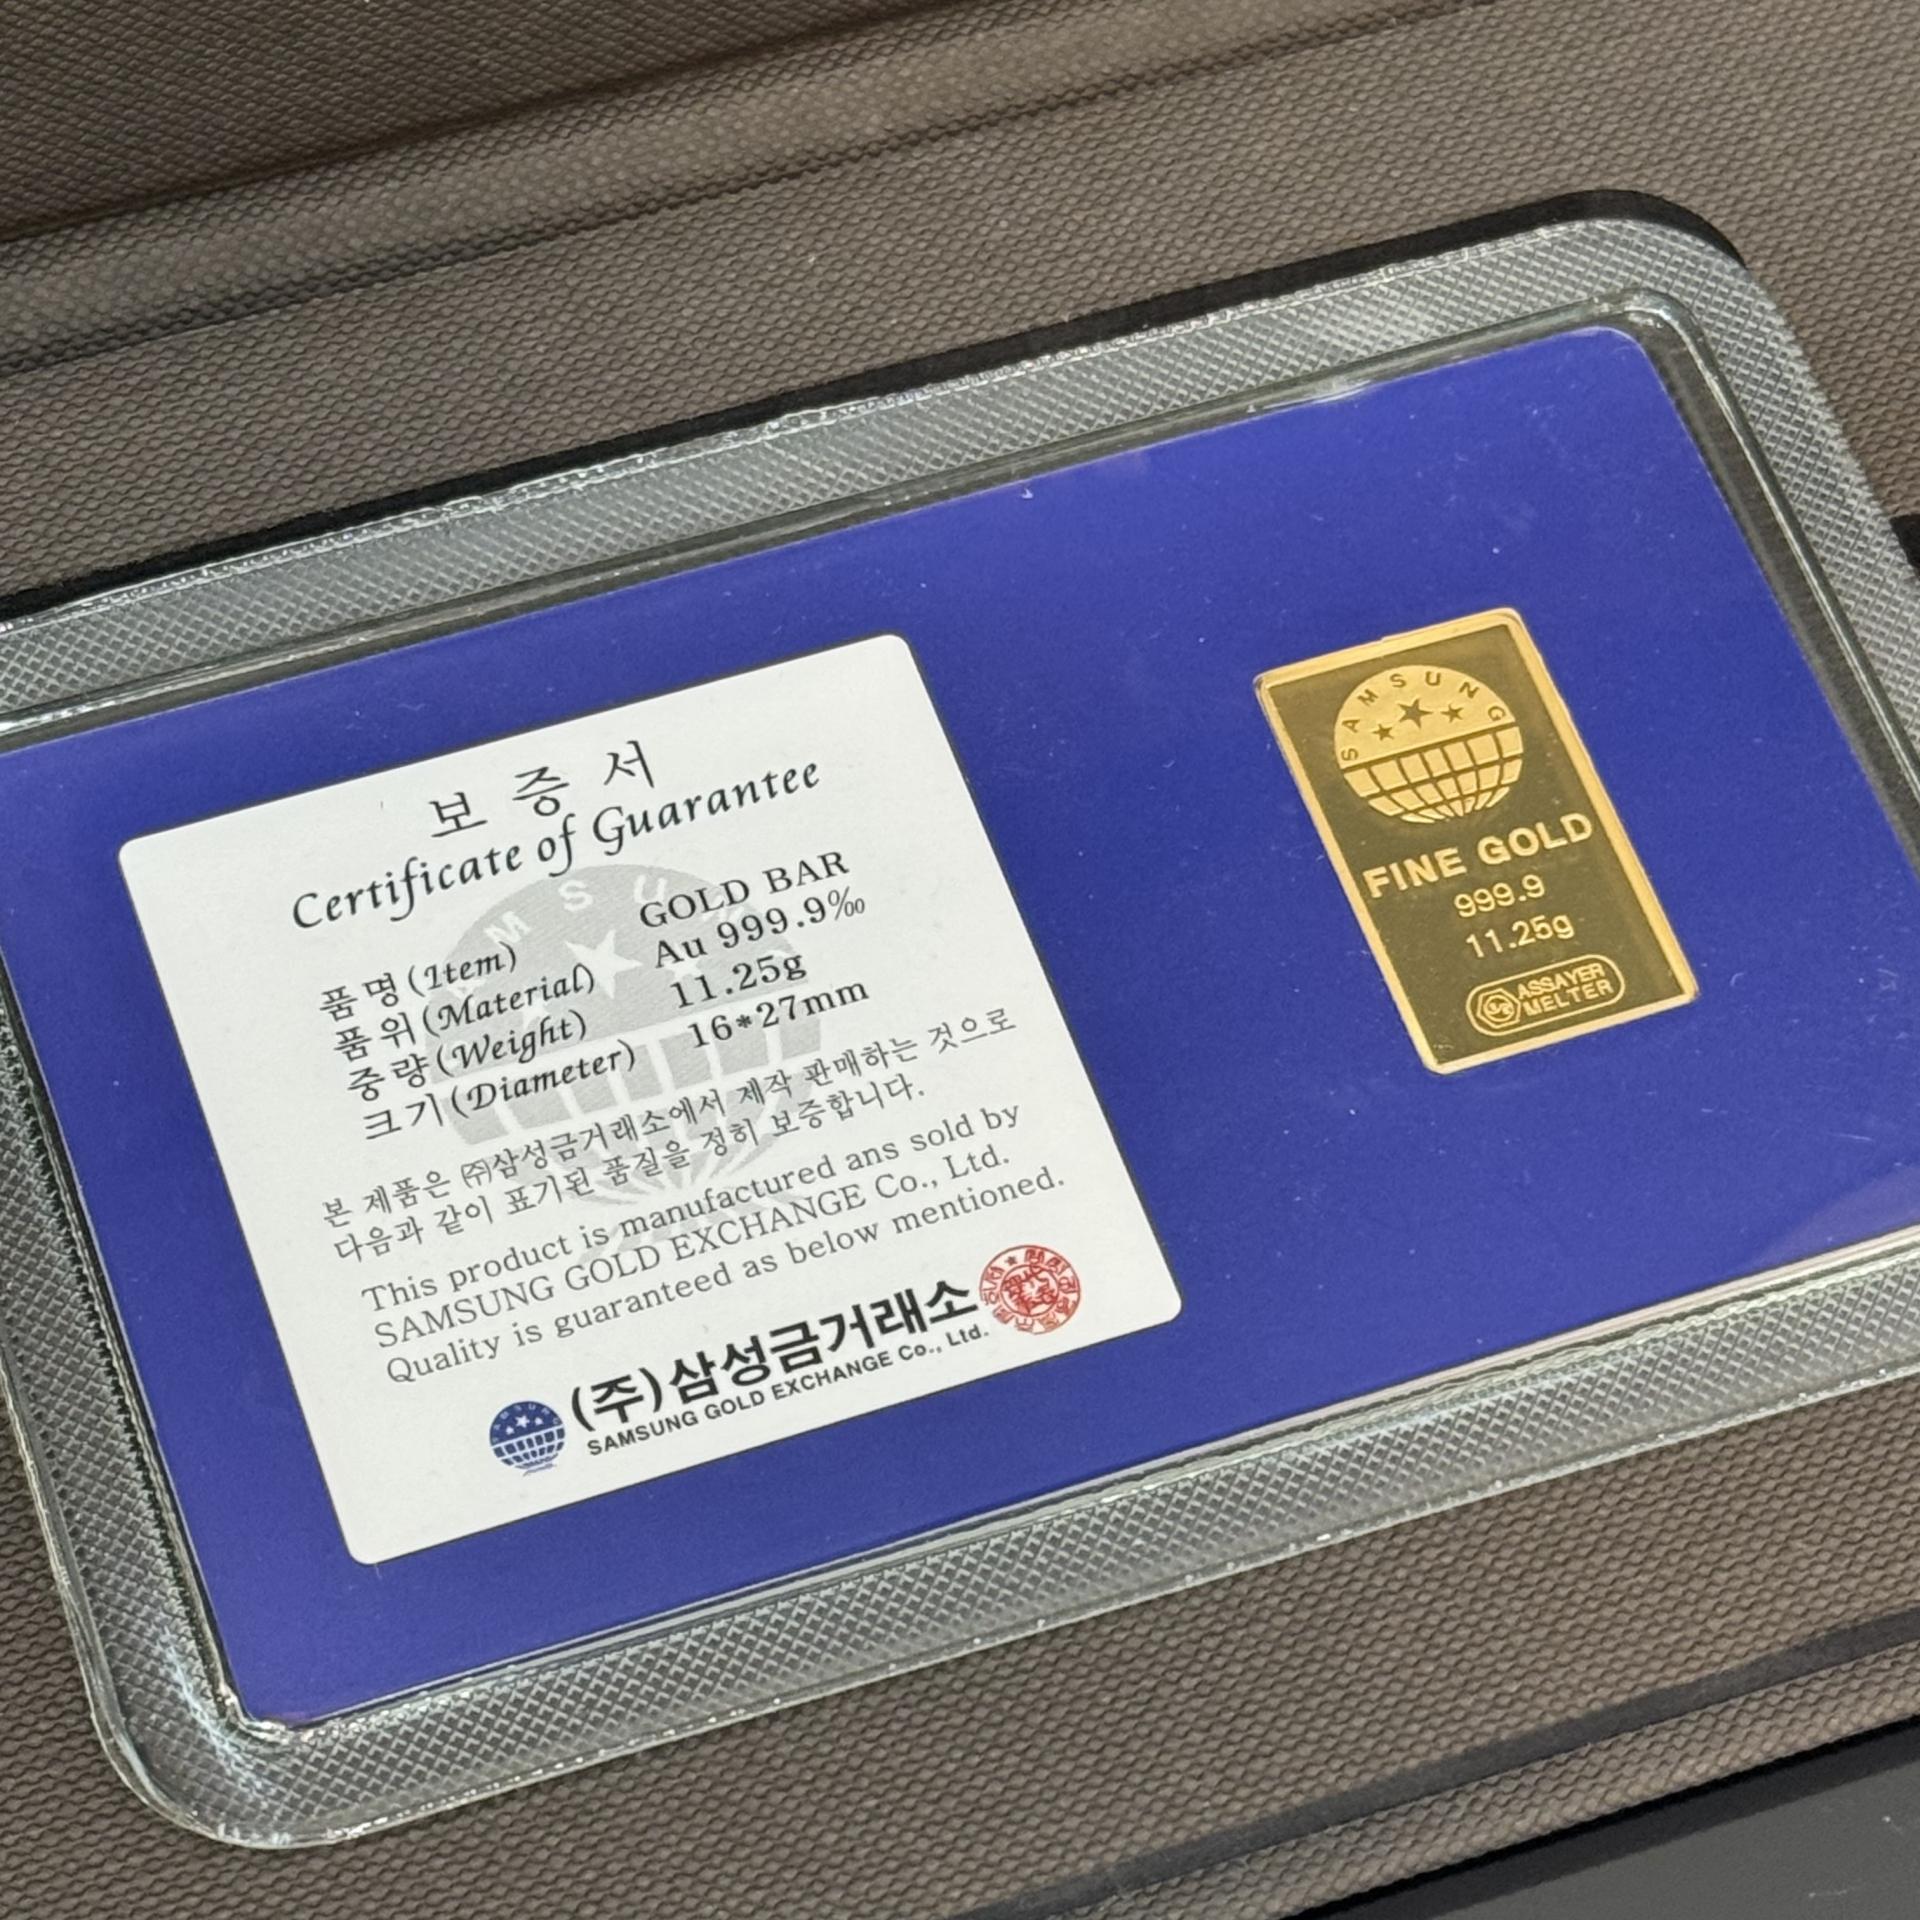 보증서
Certificate of Guarantee
품명(Item) GOLD BAR
품위(Material) Au 999.9‰
중량(Weight) 11.25g
크기(Diameter) 16*27mm
본 제품은 ㈜삼성금거래소에서 제작 판매하는 것으로
다음과 같이 표기된 품질을 정히 보증합니다.
This product is manufactured ans sold by
SAMSUNG GOLD EXCHANGE Co., Ltd.
Quality is guaranteed as below mentioned.
(주)삼성금거래소
SAMSUNG GOLD EXCHANGE Co., Ltd.
SAMSUNG
FINE GOLD
999.9
11.25g
ASSAYER
MELTER